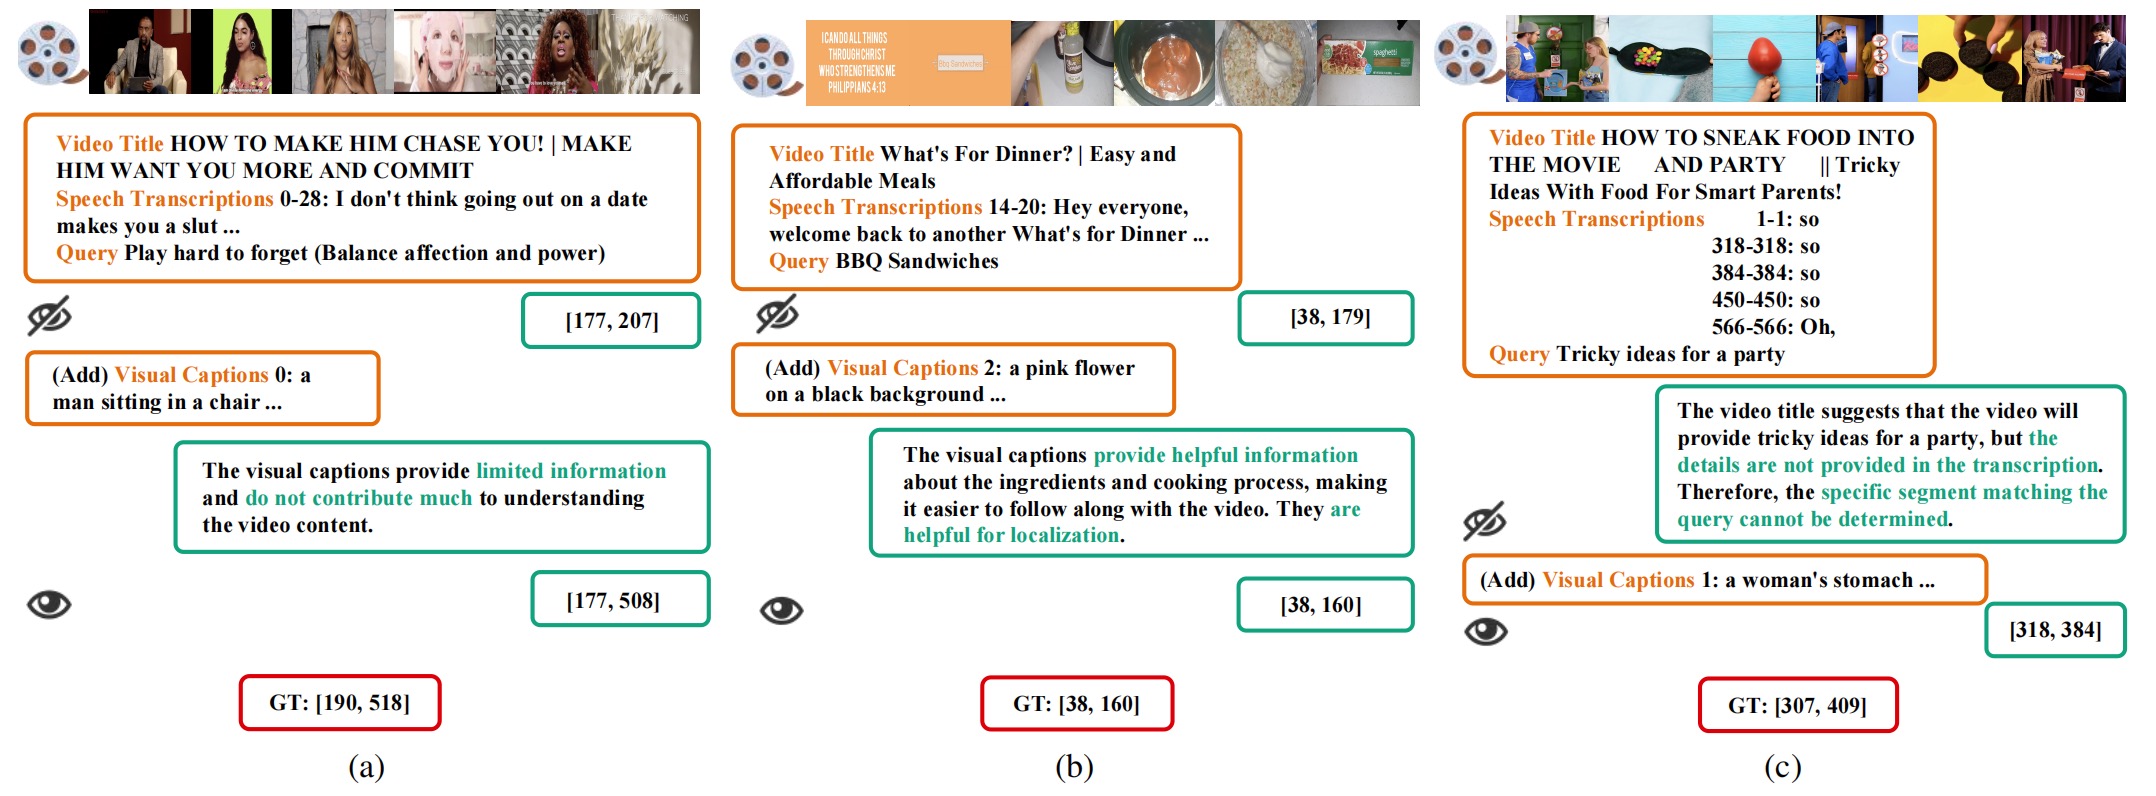 I CAN DO ALL THINGS
THROUGH CHRIST
WHO STRENGTHENS ME
PHILIPPIANS 4:13
Bbq Sandwiches
spaghetti
Video Title HOW TO MAKE HIM CHASE YOU! | MAKE
HIM WANT YOU MORE AND COMMIT
Speech Transcriptions 0-28: I don't think going out on a date
makes you a slut ...
Query Play hard to forget (Balance affection and power)
[177, 207]
(Add) Visual Captions 0: a
man sitting in a chair ...
The visual captions provide limited information
and do not contribute much to understanding
the video content.
[177, 508]
GT: [190, 518]
(a)
Video Title What's For Dinner? | Easy and
Affordable Meals
Speech Transcriptions 14-20: Hey everyone,
welcome back to another What's for Dinner ...
Query BBQ Sandwiches
[38, 179]
(Add) Visual Captions 2: a pink flower
on a black background ...
The visual captions provide helpful information
about the ingredients and cooking process, making
it easier to follow along with the video. They are
helpful for localization.
[38, 160]
GT: [38, 160]
(b)
Video Title HOW TO SNEAK FOOD INTO
THE MOVIE AND PARTY || Tricky
Ideas With Food For Smart Parents!
Speech Transcriptions 1-1: so
318-318: so
384-384: so
450-450: so
566-566: Oh,
Query Tricky ideas for a party
The video title suggests that the video will
provide tricky ideas for a party, but the
details are not provided in the transcription.
Therefore, the specific segment matching the
query cannot be determined.
(Add) Visual Captions 1: a woman's stomach ...
[318, 384]
GT: [307, 409]
(c)